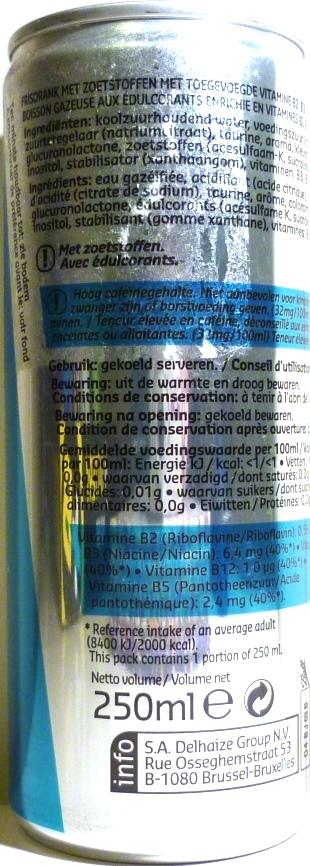 FRISDRANK MET ZOETSTOFFEN MET TOEGEVOEGDE VITAMINE B2, B3
BOISSON GAZEUSE AUX ÉDULCORANTS ENRICHIE EN VITAMINES B2
Ingrediënten: koolzuurhoudend water, voedingszuur
zuurteregelaar (natriumcitraat), taurine, aroma,
glucuronolactone, zoetstoffen (acesulfaam-K,
inositol, stabilisator (xanthaangom), vitaminen: B3
Ingrédients: eau gazéifiée, acidifiant (acide citrique
d'acidité (citrate de sodium), taurine, arôme,
glucuronolactone, édulcorants (acésulfame K,
inositol, stabilisant (gomme xanthane), vitamines
Met zoetstoffen.
Avec édulcorants.
Hoog cafeïnegehalte. Niet aanbevolen voor
zwanger zijn of borstvoeding geven. (32mg/100ml)
/ Teneur élevée en caféine, déconseillé aux
enceintes ou allaitantes. (32mg/100ml) Teneur
Gebruik: gekoeld serveren. / Conseil d'utilisation
Bewaring: uit de warmte en droog bewaren.
Conditions de conservation: à tenir à l'abri de
Bewaring na opening: gekoeld bewaren.
Condition de conservation après ouverture:
Gemiddelde voedingswaarde per 100ml /
par 100ml: Energie kJ / kcal: <1/<1 • Vetten
0,0g • waarvan verzadigd /dont saturés: 0,0g
Glucides: 0,01g • waarvan suikers /dont
alimentaires: 0,0g • Eiwitten / Protéines:
Vitamine B2 (Riboflavine/Riboflavin):
B3 (Niacine/Niacin): 6,4 mg (40%*) •
(40%*) • Vitamine B12: 1,0 µg (40%*) •
Vitamine B5 (Pantotheenzuur/Acide
pantothénique): 2,4 mg (40%*).
* Reference intake of an average adult
(8400 kJ/2000 kcal).
This pack contains 1 portion of 250 ml.
Netto volume/ Volume net
250ml e
info
S.A. Delhaize Group N.V.
Rue Osseghemstraat 53
B-1080 Brussel-Bruxelles